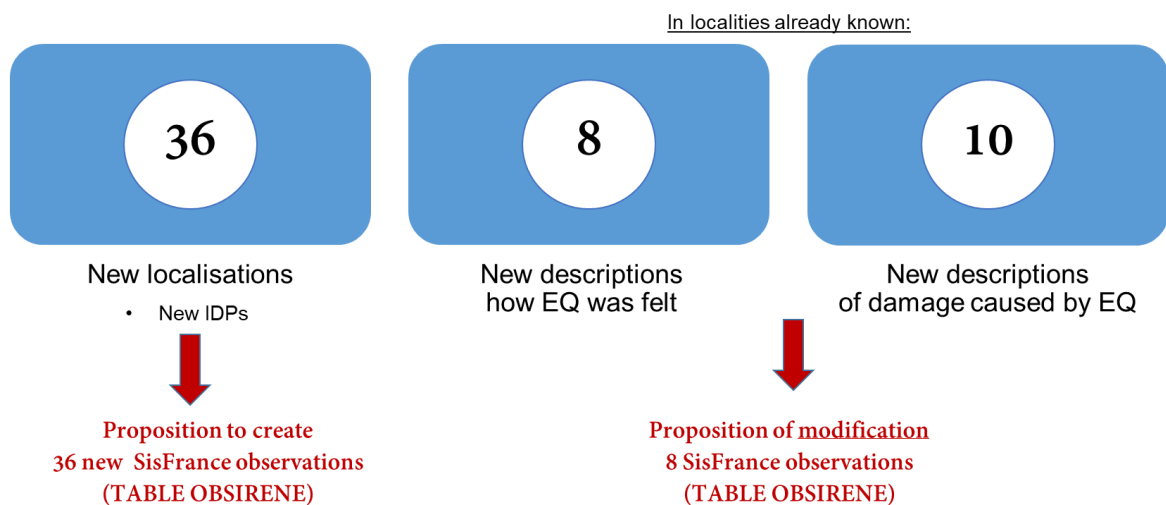 In localities already known:
36
8
10
New localisations
• New IDPs
New descriptions
how EQ was felt
New descriptions
of damage caused by EQ
Proposition to create
36 new SisFrance observations
(TABLE OBSIRENE)
Proposition of modification
8 SisFrance observations
(TABLE OBSIRENE)